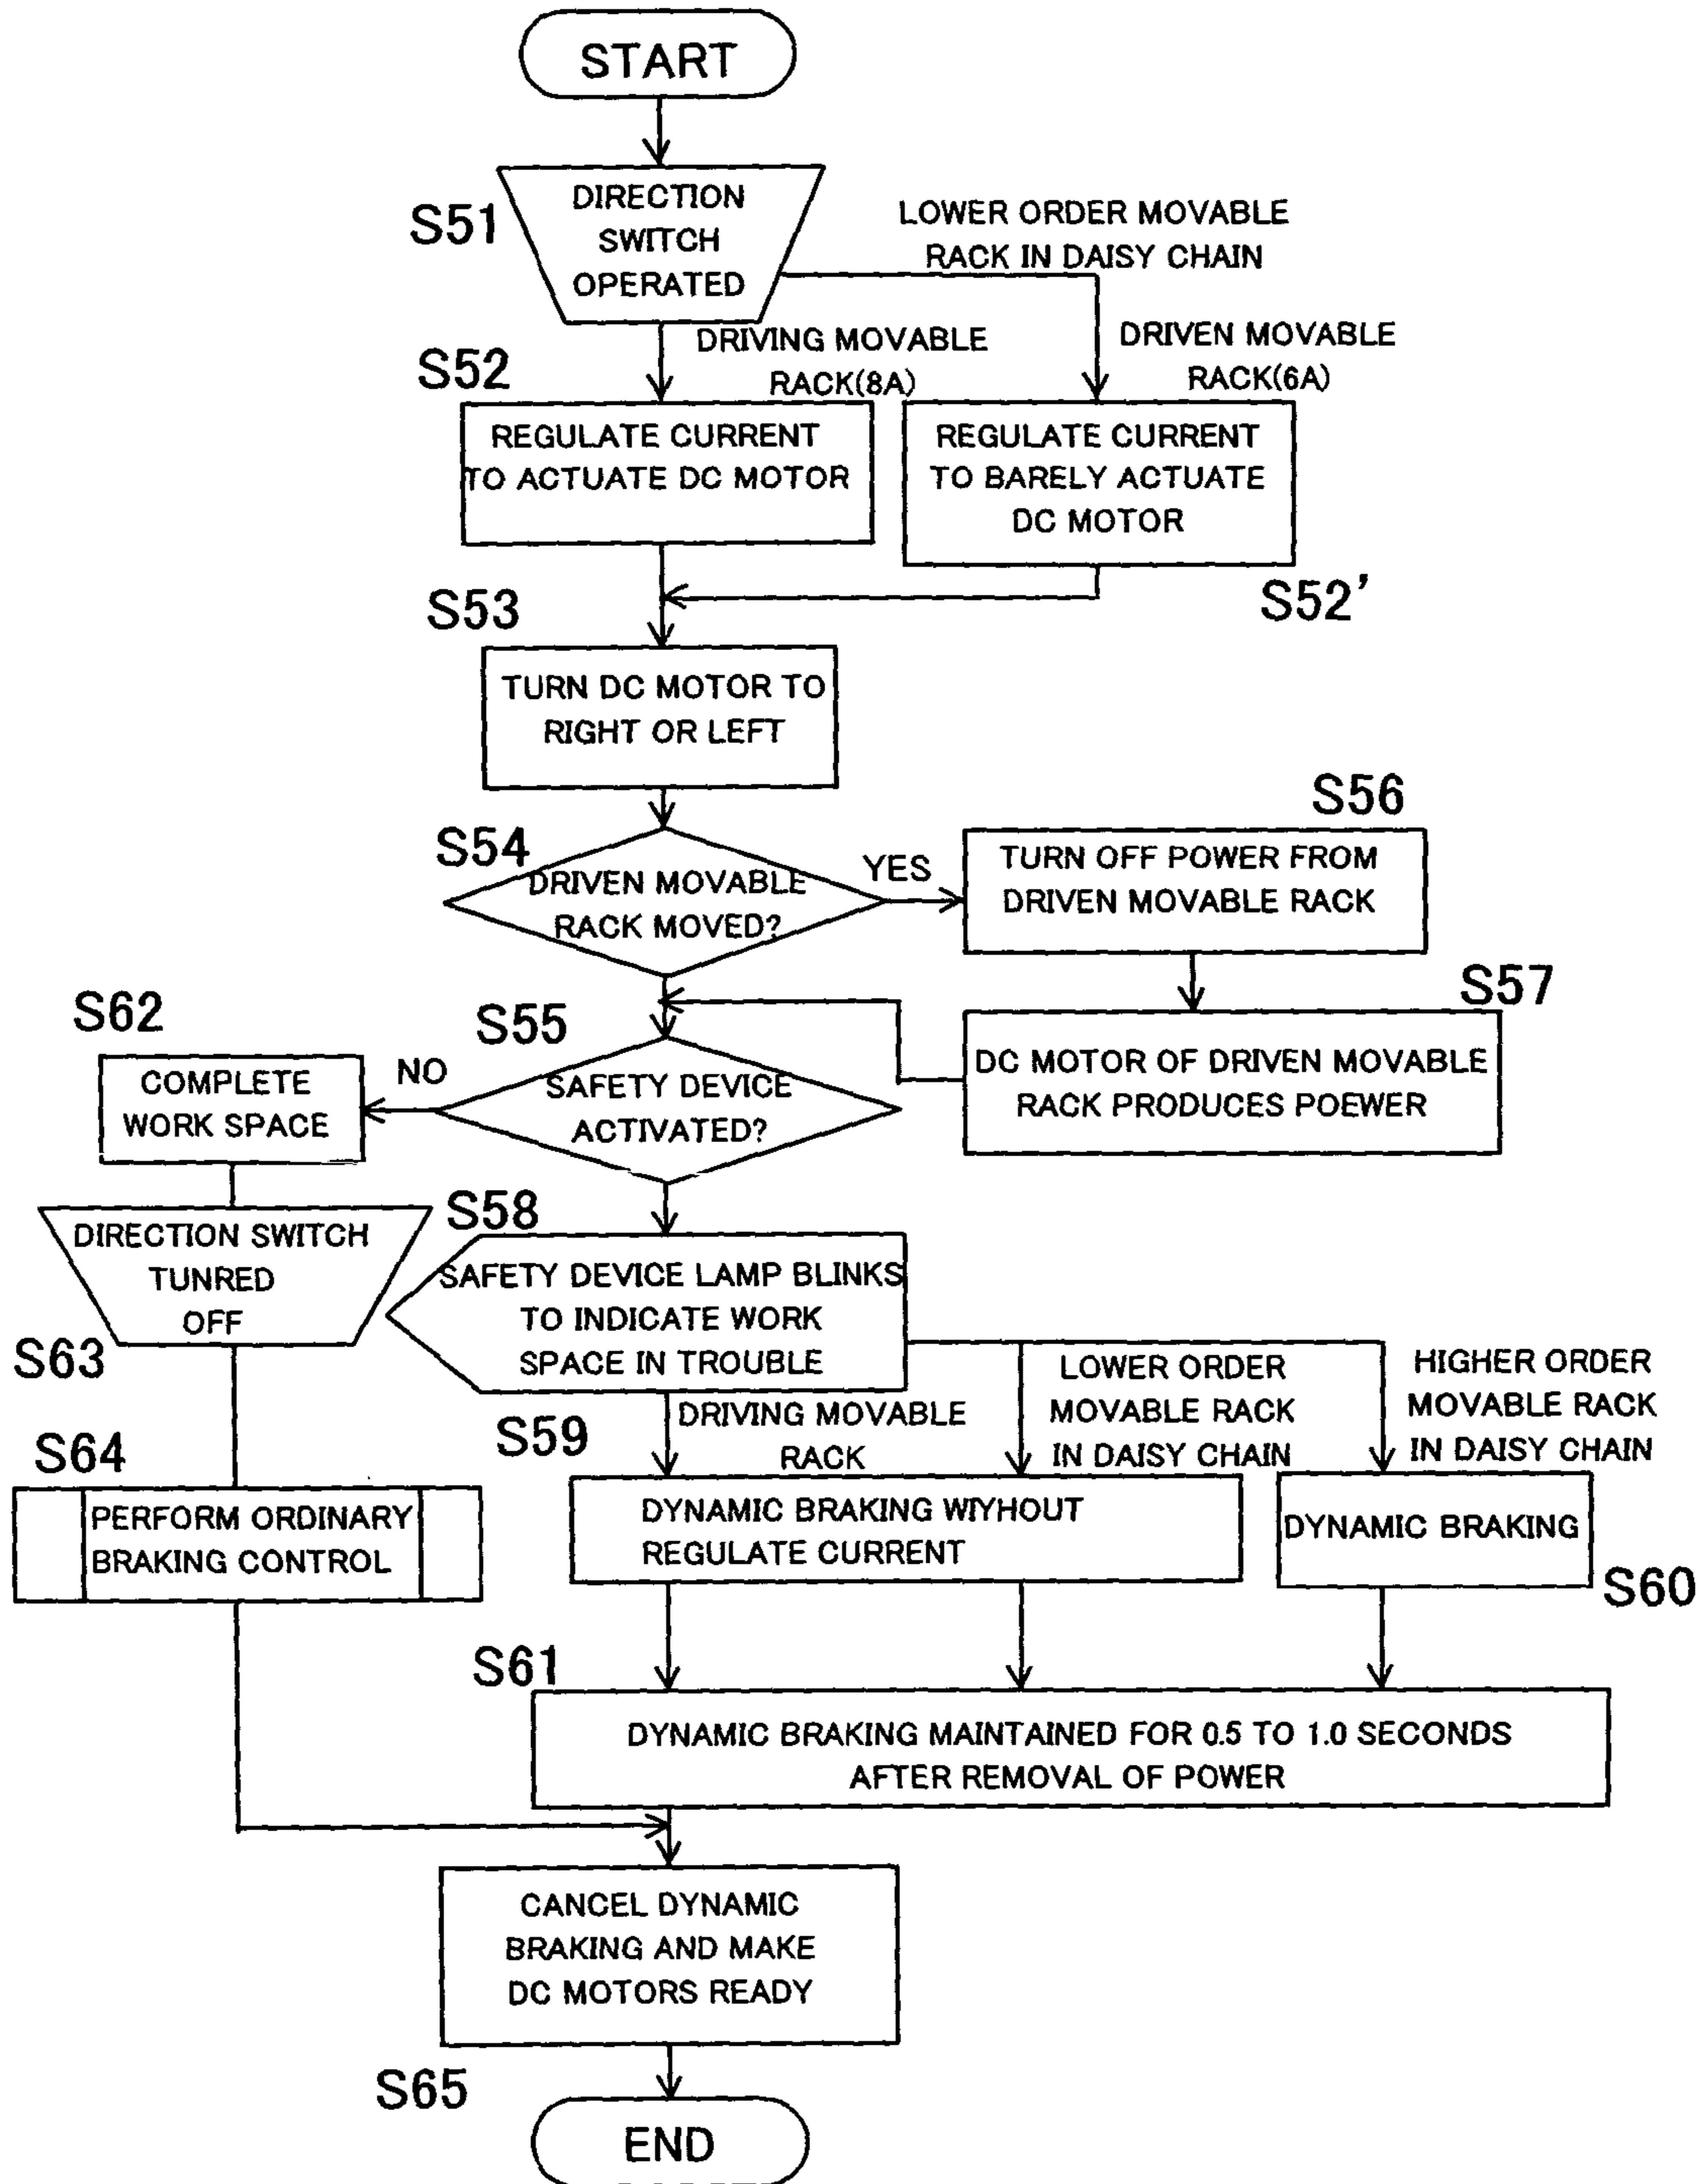 START
S51
DIRECTION
SWITCH
OPERATED
LOWER ORDER MOVABLE
RACK IN DAISY CHAIN
DRIVING MOVABLE
RACK(8A)
DRIVEN MOVABLE
RACK(6A)
S52
REGULATE CURRENT
TO ACTUATE DC MOTOR
REGULATE CURRENT
TO BARELY ACTUATE
DC MOTOR
S52'
S53
TURN DC MOTOR TO
RIGHT OR LEFT
S54
DRIVEN MOVABLE
RACK MOVED?
YES
S56
TURN OFF POWER FROM
DRIVEN MOVABLE RACK
S57
DC MOTOR OF DRIVEN MOVABLE
RACK PRODUCES POEWER
S55
SAFETY DEVICE
ACTIVATED?
NO
S62
COMPLETE
WORK SPACE
DIRECTION SWITCH
TUNRED
OFF
S63
S58
SAFETY DEVICE LAMP BLINKS
TO INDICATE WORK
SPACE IN TROUBLE
DRIVING MOVABLE
RACK
LOWER ORDER
MOVABLE RACK
IN DAISY CHAIN
HIGHER ORDER
MOVABLE RACK
IN DAISY CHAIN
S59
DYNAMIC BRAKING WIYHOUT
REGULATE CURRENT
DYNAMIC BRAKING
S60
S64
PERFORM ORDINARY
BRAKING CONTROL
S61
DYNAMIC BRAKING MAINTAINED FOR 0.5 TO 1.0 SECONDS
AFTER REMOVAL OF POWER
CANCEL DYNAMIC
BRAKING AND MAKE
DC MOTORS READY
S65
END